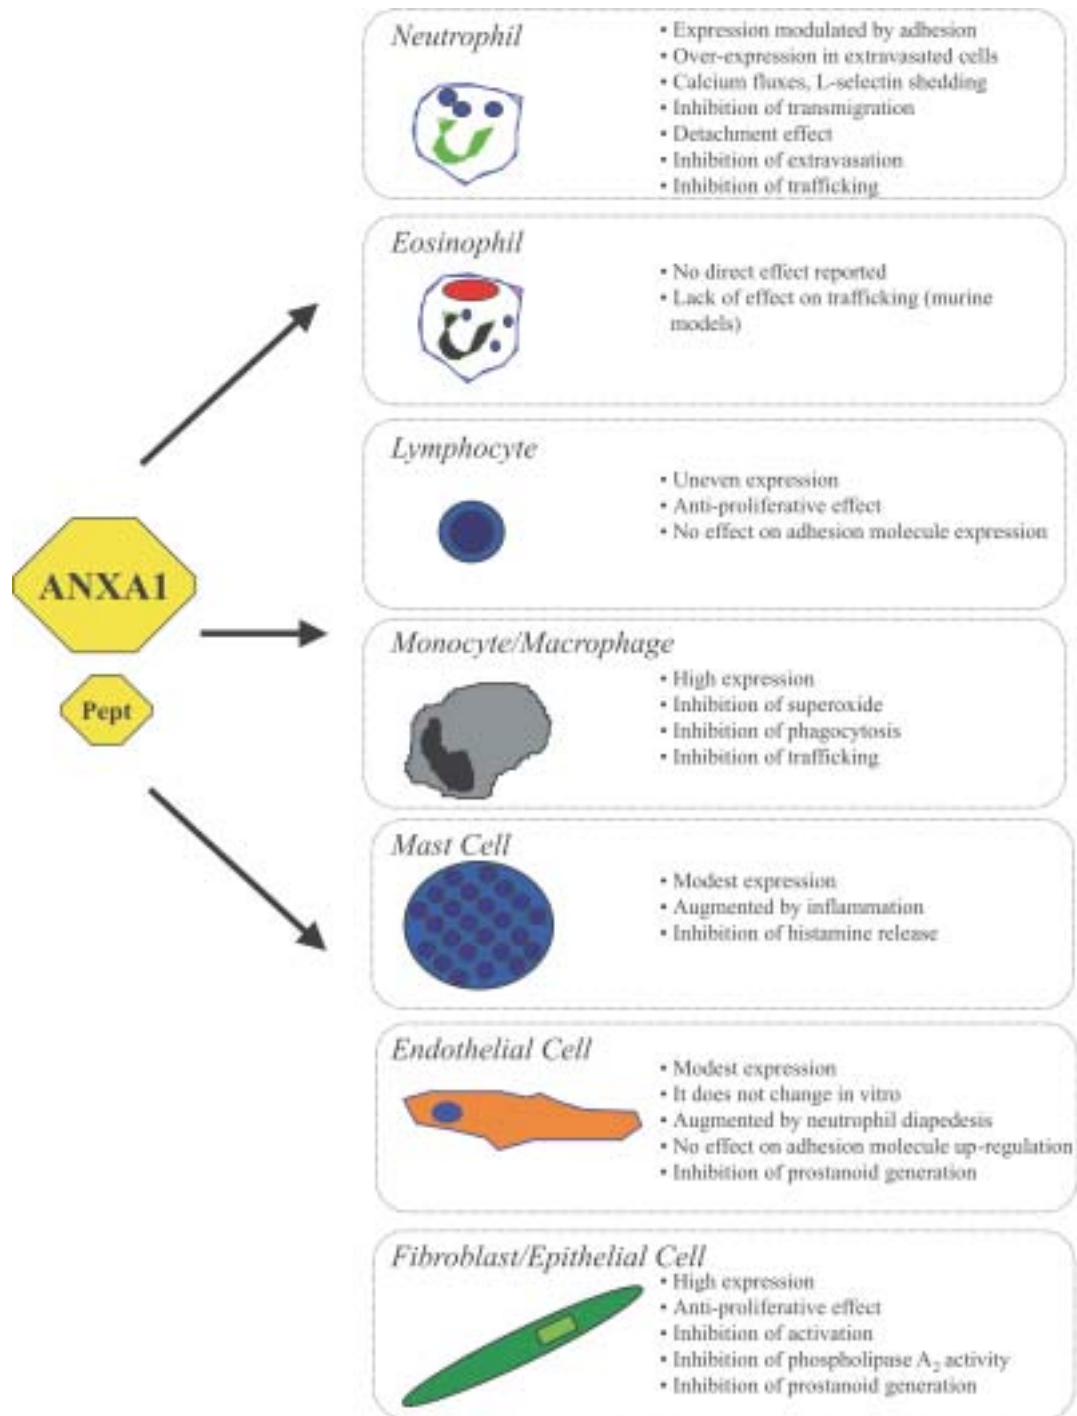 Neutrophil
• Expression modulated by adhesion
• Over-expression in extravasated cells
• Calcium fluxes, L-selectin shedding
• Inhibition of transmigration
• Detachment effect
• Inhibition of extravasation
• Inhibition of trafficking
Eosinophil
• No direct effect reported
• Lack of effect on trafficking (murine
models)
Lymphocyte
• Uneven expression
• Anti-proliferative effect
• No effect on adhesion molecule expression
ANXA1
Pept
Monocyte/Macrophage
• High expression
• Inhibition of superoxide
• Inhibition of phagocytosis
• Inhibition of trafficking
Mast Cell
• Modest expression
• Augmented by inflammation
• Inhibition of histamine release
Endothelial Cell
• Modest expression
• It does not change in vitro
• Augmented by neutrophil diapedesis
• No effect on adhesion molecule up-regulation
• Inhibition of prostanoid generation
Fibroblast/Epithelial Cell
• High expression
• Anti-proliferative effect
• Inhibition of activation
• Inhibition of phospholipase A₂ activity
• Inhibition of prostanoid generation